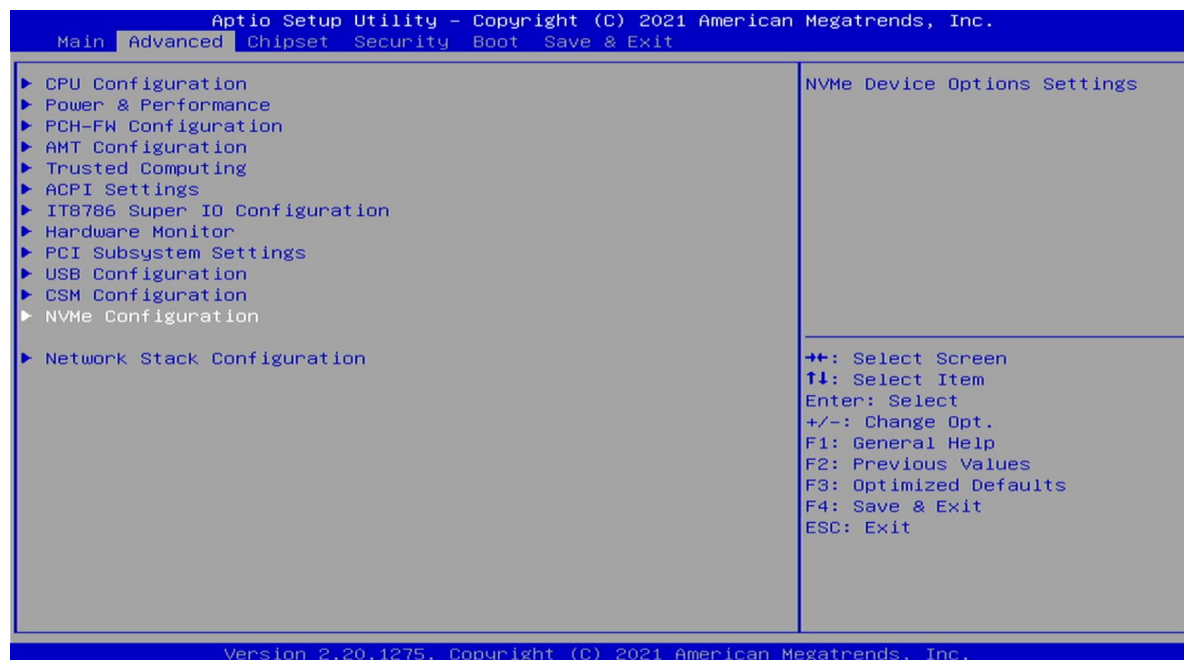 Aptio Setup Utility – Copyright (C) 2021 American Megatrends, Inc.
Main Advanced Chipset Security Boot Save & Exit
► CPU Configuration
► Power & Performance
► PCH-FW Configuration
► AMT Configuration
► Trusted Computing
► ACPI Settings
► IT8786 Super IO Configuration
► Hardware Monitor
► PCI Subsystem Settings
► USB Configuration
► CSM Configuration
► NVMe Configuration
► Network Stack Configuration
NVMe Device Options Settings
→←: Select Screen
↑↓: Select Item
Enter: Select
+/-: Change Opt.
F1: General Help
F2: Previous Values
F3: Optimized Defaults
F4: Save & Exit
ESC: Exit
Version 2.20.1275. Copyright (C) 2021 American Megatrends, Inc.